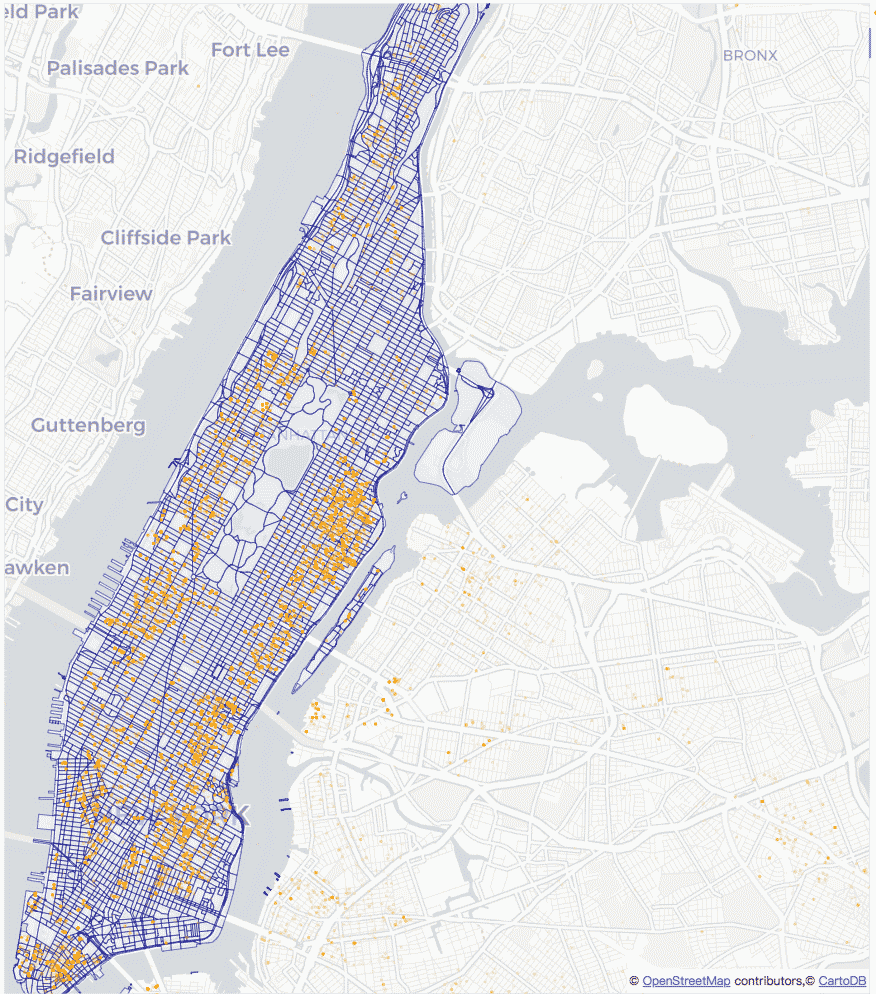 eld Park
Fort Lee
Palisades Park
BRONX
Ridgefield
Cliffside Park
Fairview
Guttenberg
City
awken
© OpenStreetMap contributors,© CartoDB